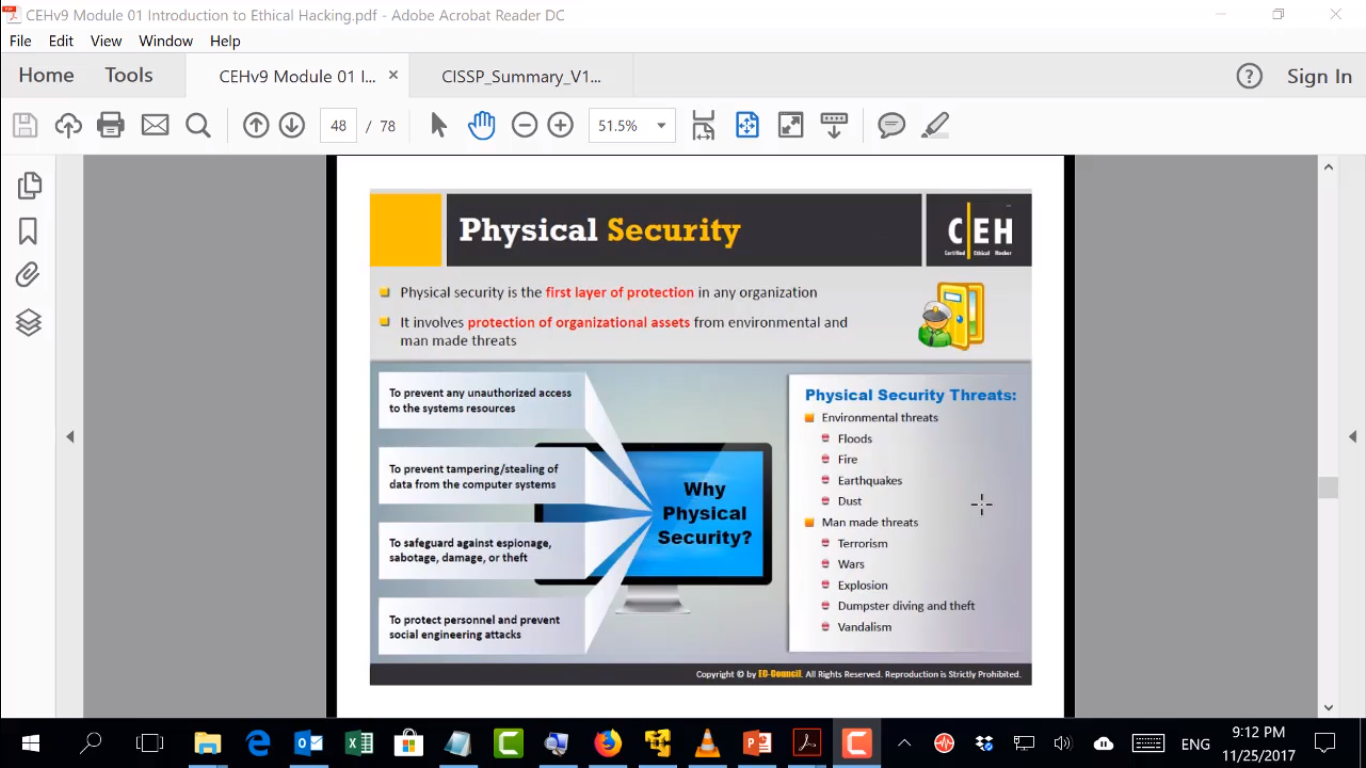 CEHv9 Module 01 Introduction to Ethical Hacking.pdf - Adobe Acrobat Reader DC
File Edit View Window Help
Home Tools CEHv9 Module 01 I... × CISSP_Summary_V1... Sign In
48 / 78 51.5%
Physical Security
CEH
Certified Ethical Hacker
Physical security is the first layer of protection in any organization
It involves protection of organizational assets from environmental and
man made threats
To prevent any unauthorized access
to the systems resources
To prevent tampering/stealing of
data from the computer systems
To safeguard against espionage,
sabotage, damage, or theft
To protect personnel and prevent
social engineering attacks
Why
Physical
Security?
Physical Security Threats:
Environmental threats
Floods
Fire
Earthquakes
Dust
Man made threats
Terrorism
Wars
Explosion
Dumpster diving and theft
Vandalism
Copyright © by EC-Council. All Rights Reserved. Reproduction is Strictly Prohibited.
ENG
9:12 PM
11/25/2017